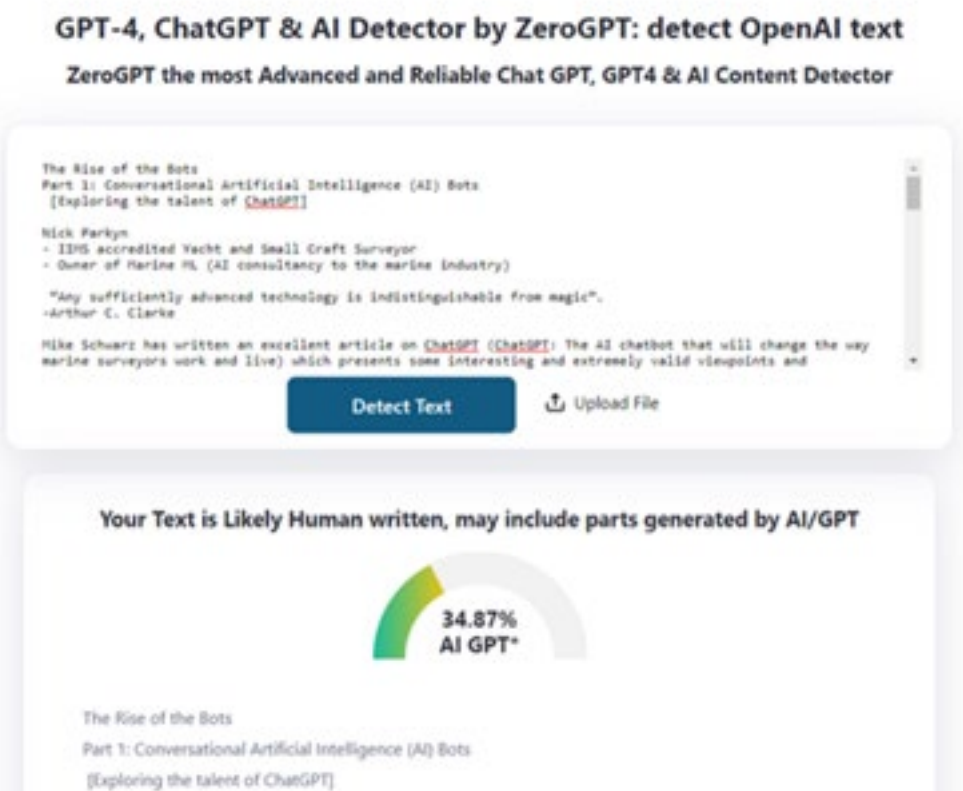 GPT-4, ChatGPT & AI Detector by ZeroGPT: detect OpenAI text
ZeroGPT the most Advanced and Reliable Chat GPT, GPT4 & AI Content Detector
The Rise of the Bots
Part 1: Conversational Artificial Intelligence (AI) Bots
[Exploring the talent of ChatGPT]
Nick Parkyn
- IIMS accredited Yacht and Small Craft Surveyor
- Owner of Marine ML (AI consultancy to the marine industry)
"Any sufficiently advanced technology is indistinguishable from magic".
-Arthur C. Clarke
Mike Schwarz has written an excellent article on ChatGPT (ChatGPT: The AI chatbot that will change the way
marine surveyors work and live) which presents some interesting and extremely valid viewpoints and
Detect Text
Upload File
Your Text is Likely Human written, may include parts generated by AI/GPT
34.87%
AI GPT*
The Rise of the Bots
Part 1: Conversational Artificial Intelligence (AI) Bots
[Exploring the talent of ChatGPT]